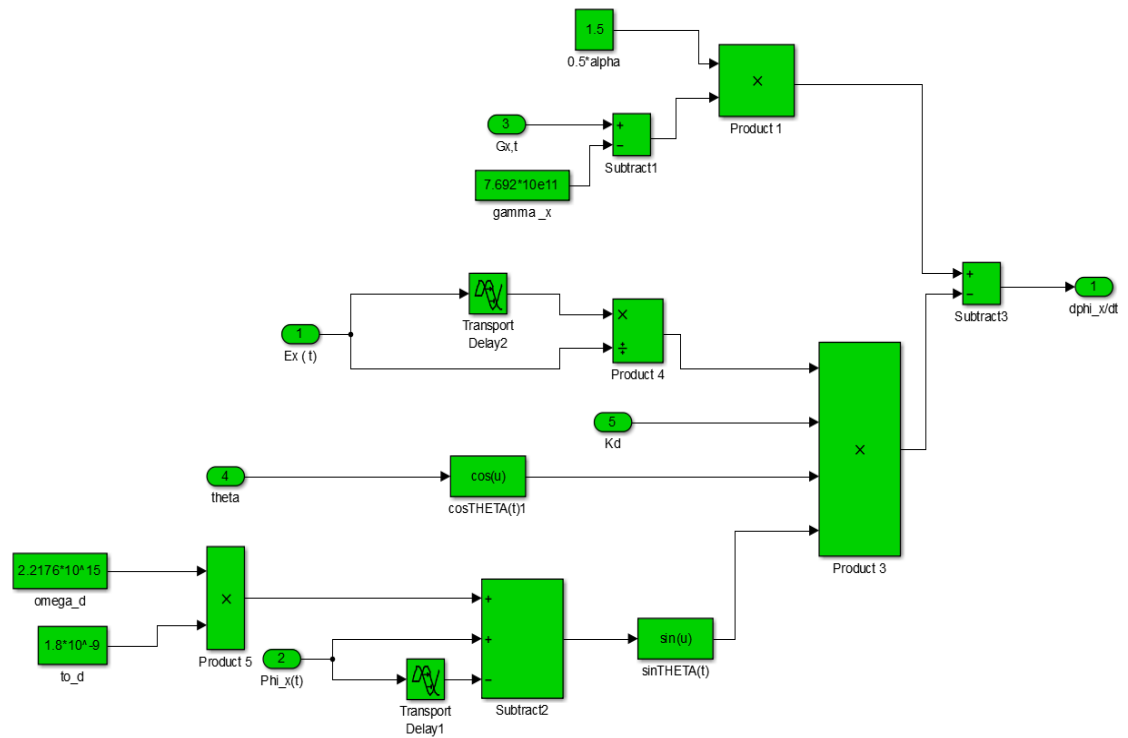 1.5
0.5*alpha
×
Product 1
3
Gx,t
+
−
Subtract1
7.692*10e11
gamma _x
+
−
Subtract3
1
dphi_x/dt
Transport
Delay2
1
Ex ( t)
×
÷
Product 4
5
Kd
×
Product 3
4
theta
cos(u)
cosTHETA(t)1
2.2176*10^15
omega_d
1.8*10^-9
to_d
×
Product 5
2
Phi_x(t)
Transport
Delay1
+
+
−
Subtract2
sin(u)
sinTHETA(t)